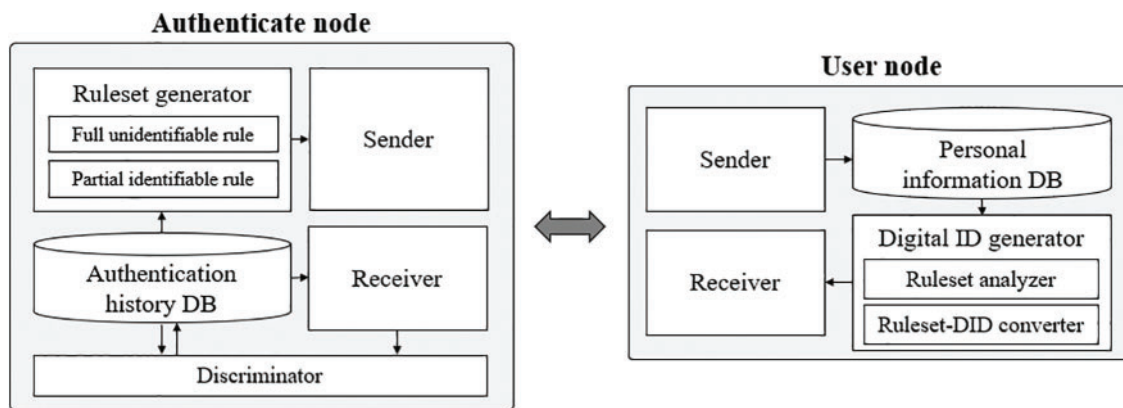 Authenticate node
Ruleset generator
Full unidentifiable rule
Partial identifiable rule
Sender
Authentication
history DB
Receiver
Discriminator
User node
Sender
Personal
information DB
Receiver
Digital ID generator
Ruleset analyzer
Ruleset-DID converter